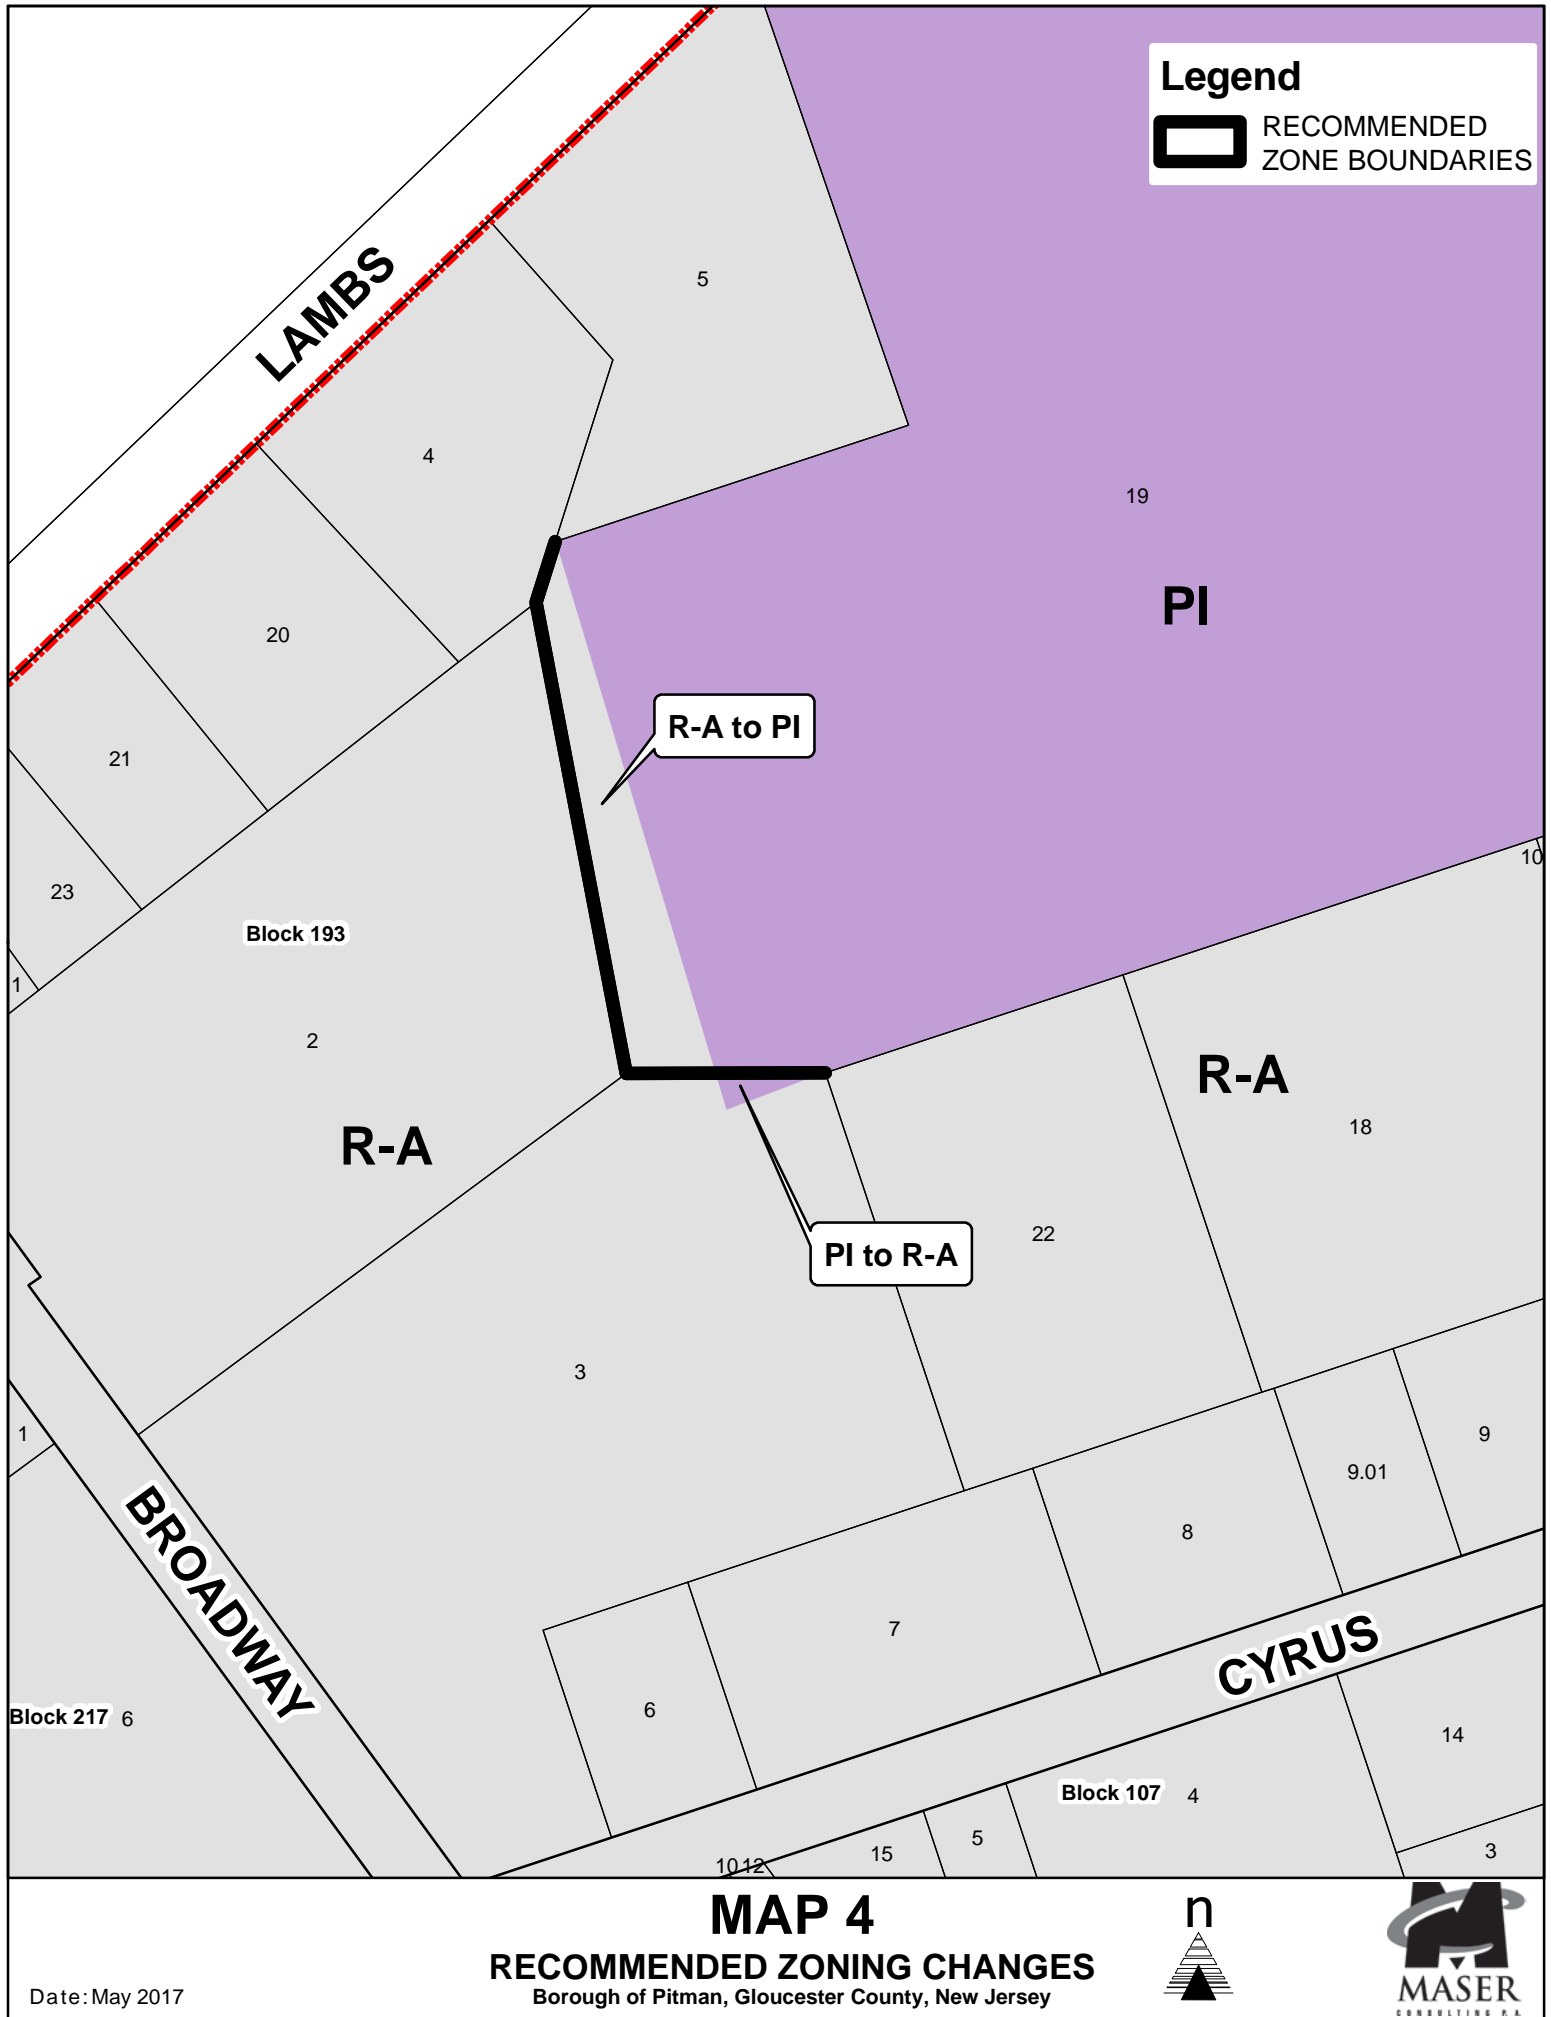 Legend
RECOMMENDED
ZONE BOUNDARIES
LAMBS
5
4
19
PI
20
R-A to PI
21
10
23
Block 193
1
2
R-A
18
R-A
22
PI to R-A
3
1
9
9.01
BROADWAY
8
7
CYRUS
6
Block 217 6
14
Block 107 4
5
15
3
10 12
MAP 4
n
RECOMMENDED ZONING CHANGES
Date: May 2017
Borough of Pitman, Gloucester County, New Jersey
MASER
CONSULTING P.A.